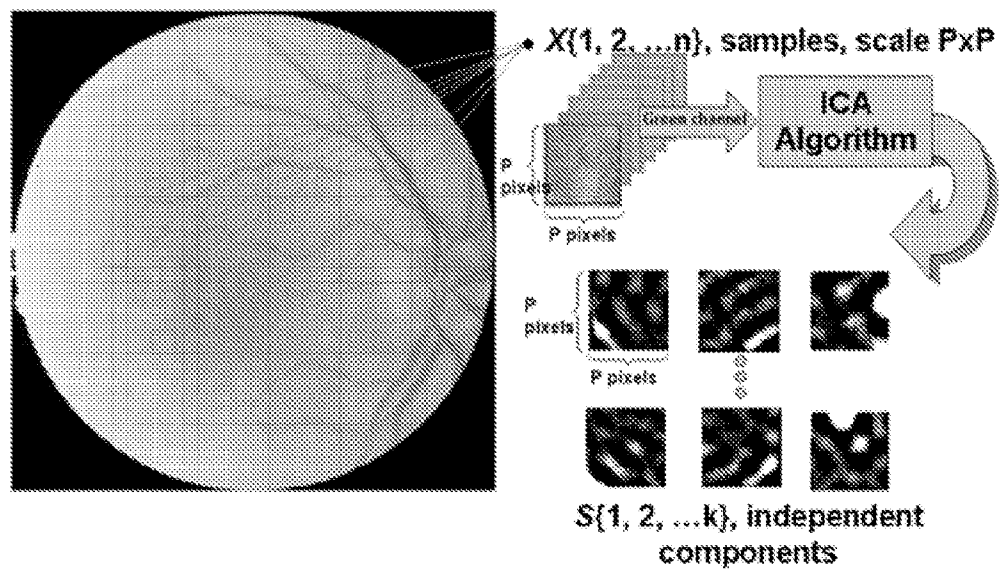 X{1, 2, ...n}, samples, scale PxP
Green channel
ICA
Algorithm
P
pixels
P pixels
P
pixels
P pixels
S{1, 2, ...k}, independent
components